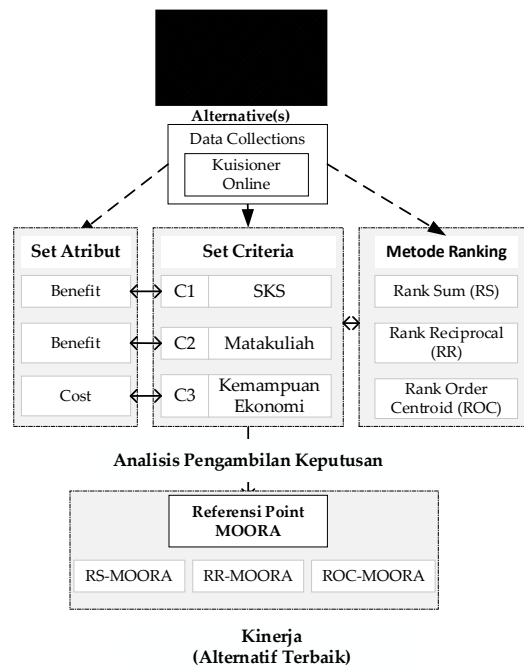 Alternative(s)
Data Collections
Kuisioner
Online
Set Atribut
Benefit
Benefit
Cost
Set Criteria
C1 SKS
C2 Matakuliah
C3 Kemampuan
Ekonomi
Metode Ranking
Rank Sum (RS)
Rank Reciprocal
(RR)
Rank Order
Centroid (ROC)
Analisis Pengambilan Keputusan
Referensi Point
MOORA
RS-MOORA RR-MOORA ROC-MOORA
Kinerja
(Alternatif Terbaik)